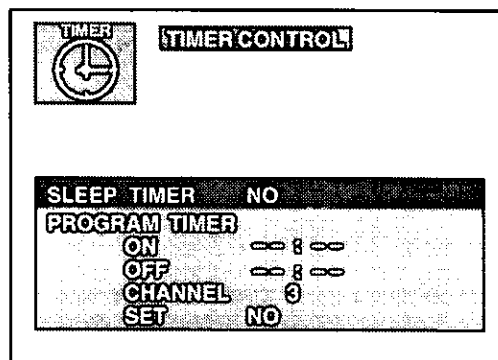 TIMER
TIMER CONTROL
SLEEP TIMER NO
PROGRAM TIMER
ON -- : --
OFF -- : --
CHANNEL 3
SET NO